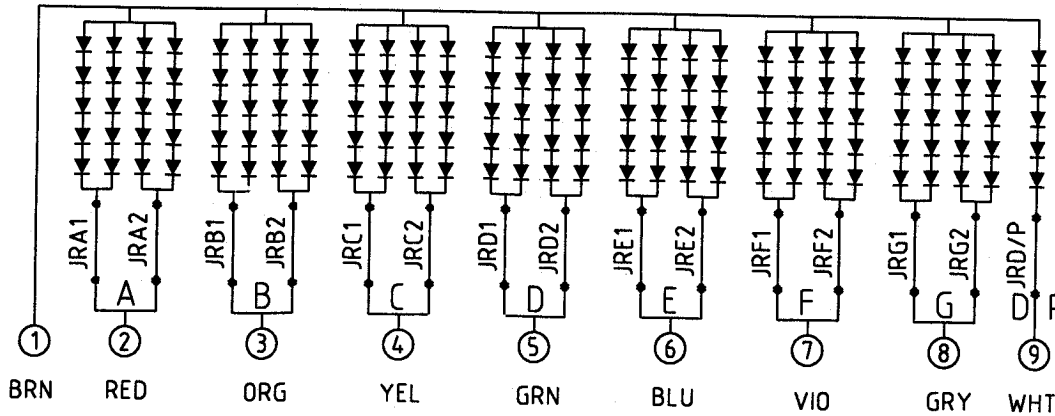 JRA1 JRA2 JRB1 JRB2 JRC1 JRC2 JRD1 JRD2 JRE1 JRE2 JRF1 JRF2 JRG1 JRG2 JRD/P
A B C D E F G D P
1 2 3 4 5 6 7 8 9
BRN RED ORG YEL GRN BLU VIO GRY WHT